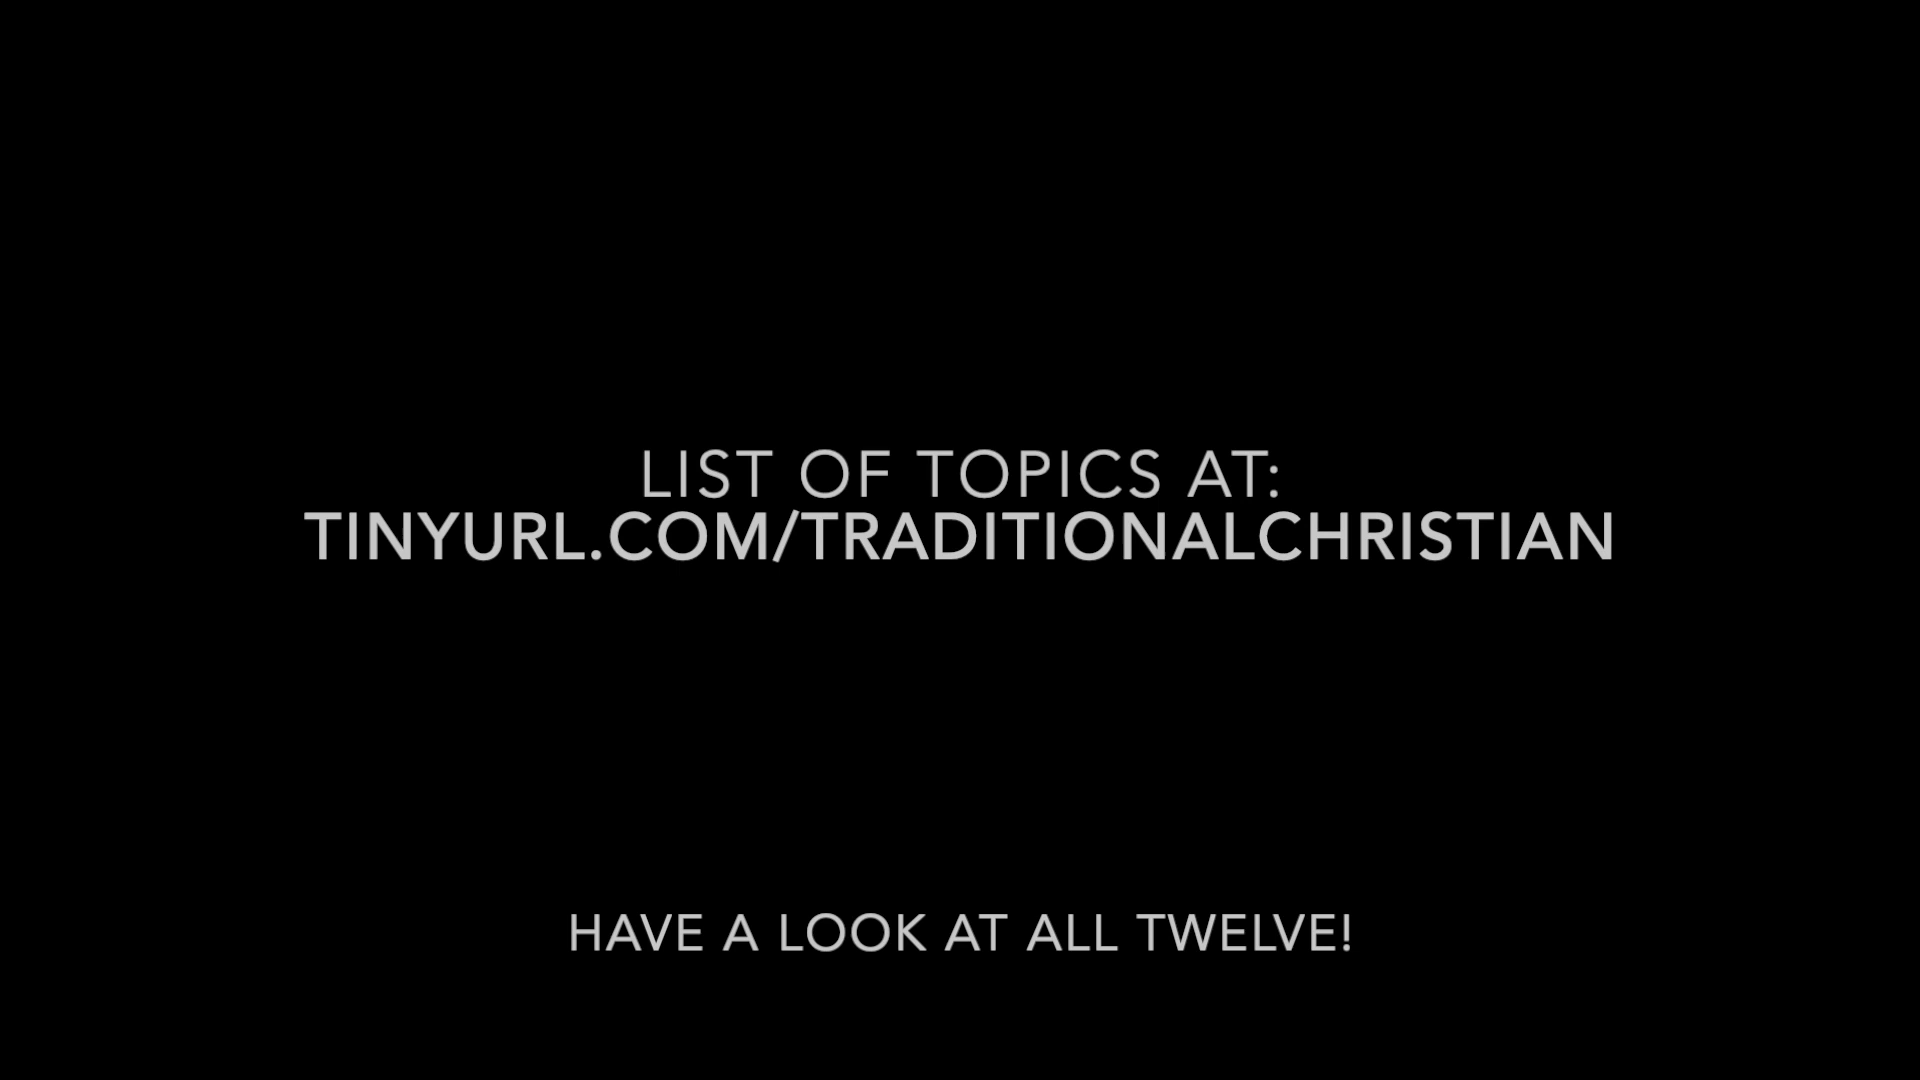 LIST OF TOPICS AT:
TINYURL.COM/TRADITIONALCHRISTIAN
HAVE A LOOK AT ALL TWELVE!